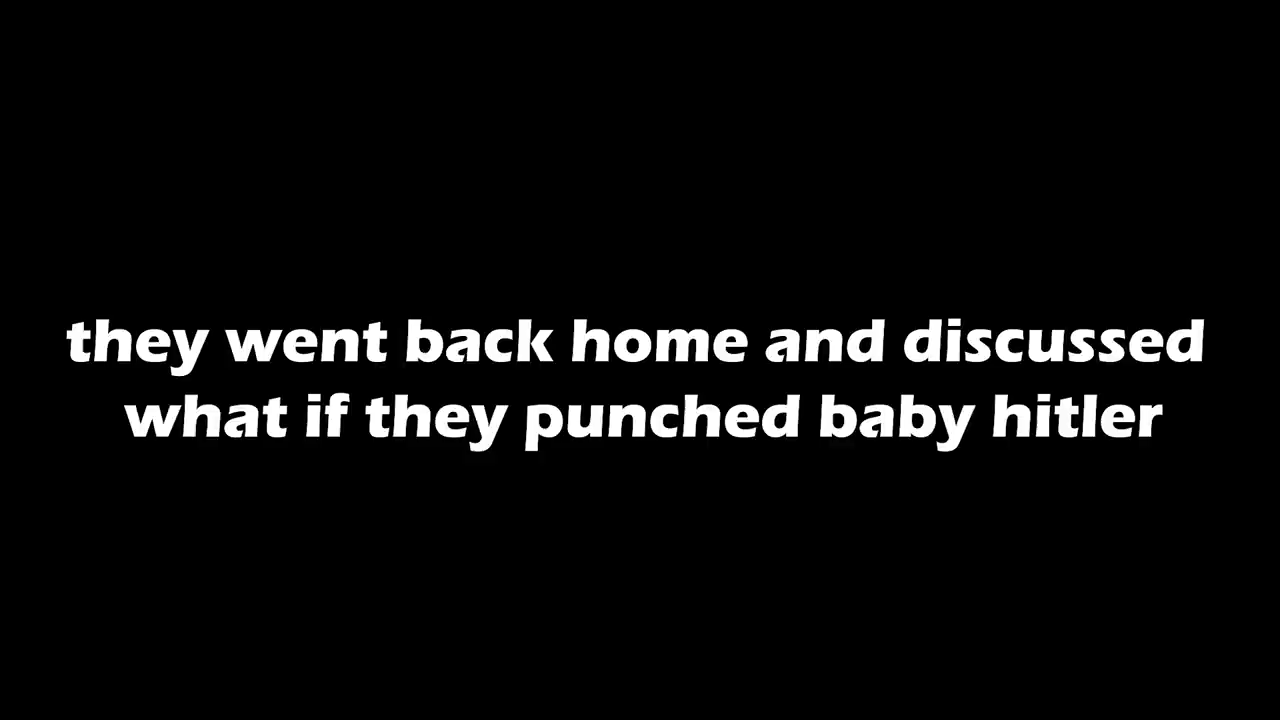 they went back home and discussed
what if they punched baby hitler